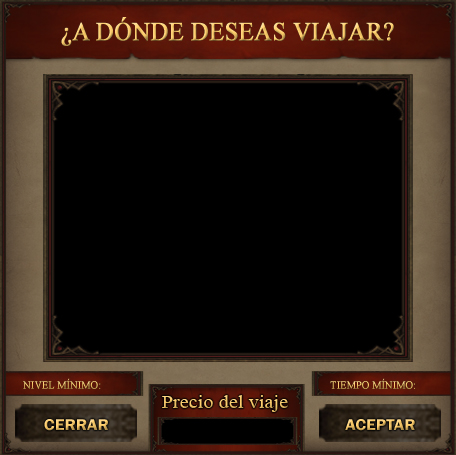 ¿A DÓNDE DESEAS VIAJAR?
NIVEL MÍNIMO:
TIEMPO MÍNIMO:
Precio del viaje
CERRAR
ACEPTAR